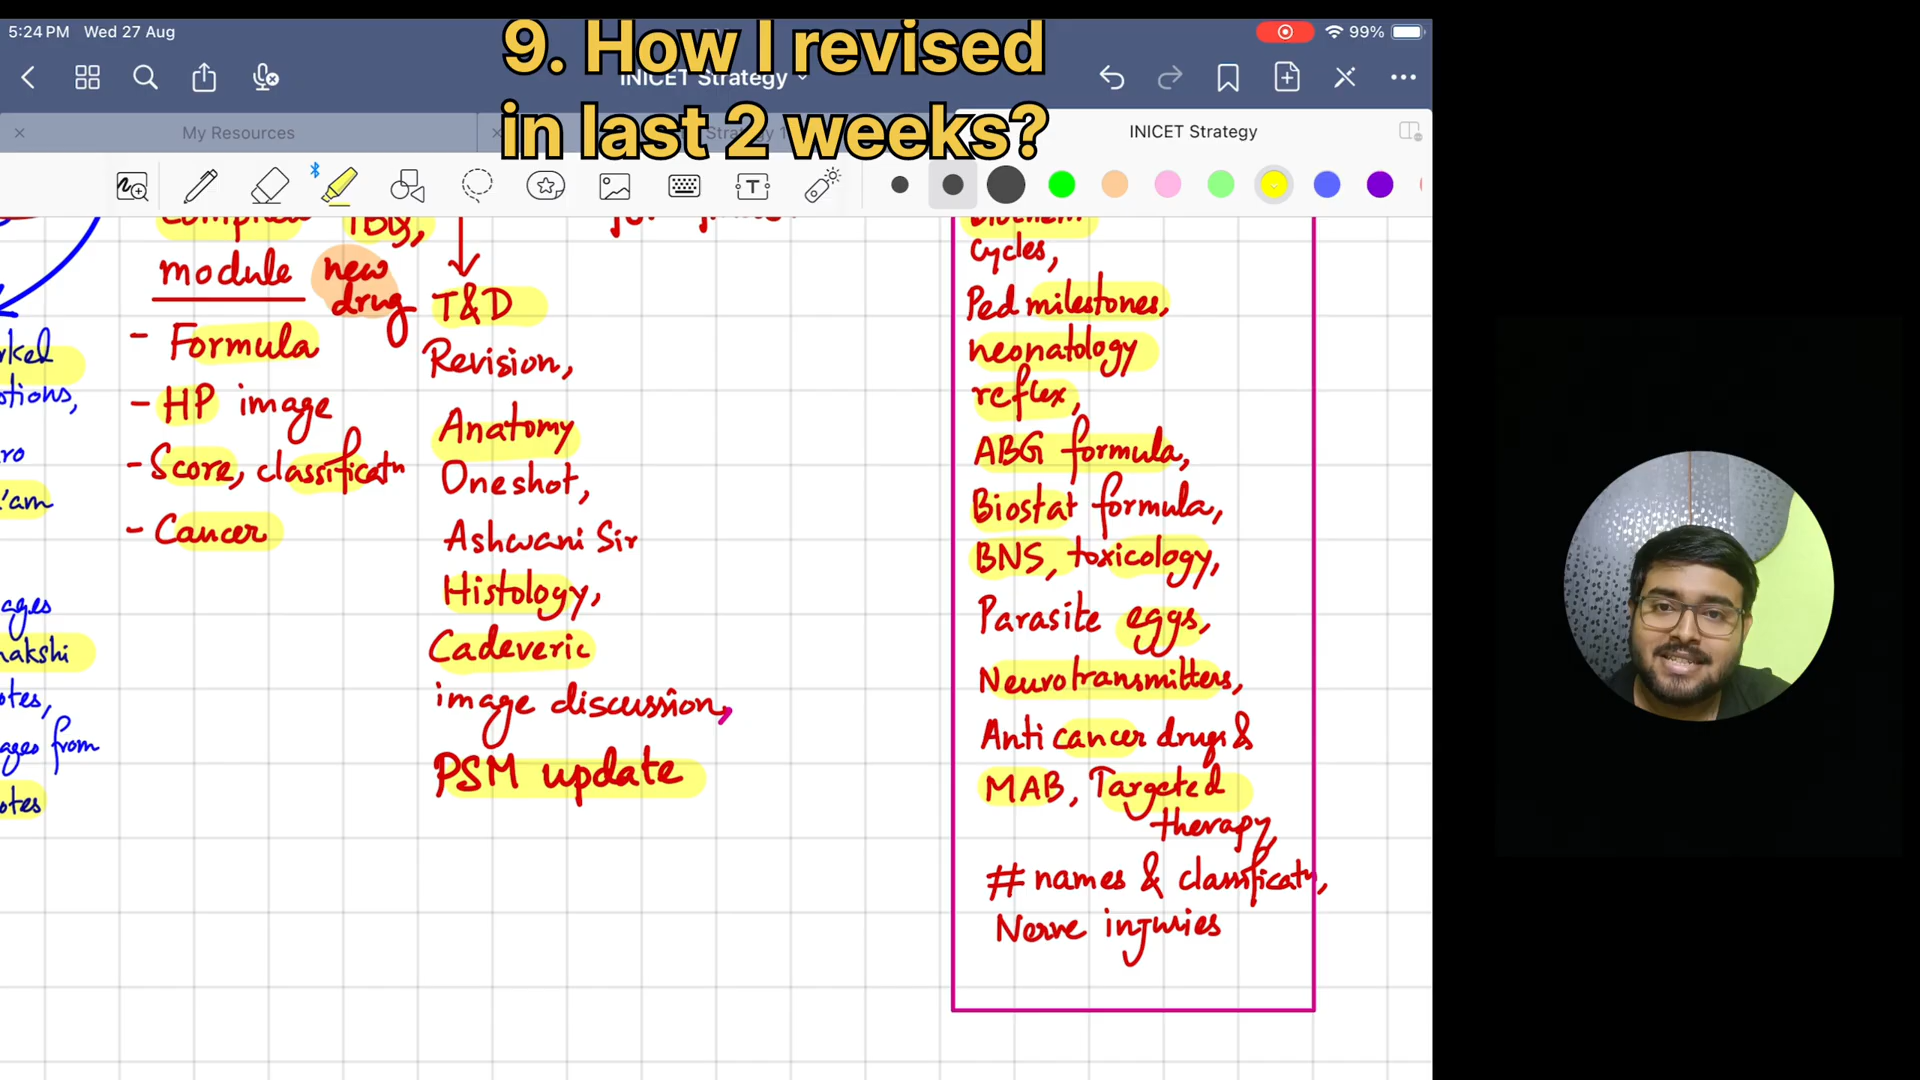 5:24 PM Wed 27 Aug
99%
9. How I revised
in last 2 weeks?
INICET Strategy
My Resources
INICET Strategy
TBQs,
module
new
drug
- Formula
- HP image
- Score, classificatn
- Cancer
T&D
Revision,
Anatomy
Oneshot,
Ashwani Sir
Histology,
Cadeveric
image discussion,
PSM update
Biochem
cycles,
Ped milestones,
neonatology
reflex,
ABG formula,
Biostat formula,
BNS, toxicology,
Parasite eggs,
Neurotransmitters,
Anti cancer drugs &
MAB, Targeted
therapy,
# names & classificatn,
Nerve injuries